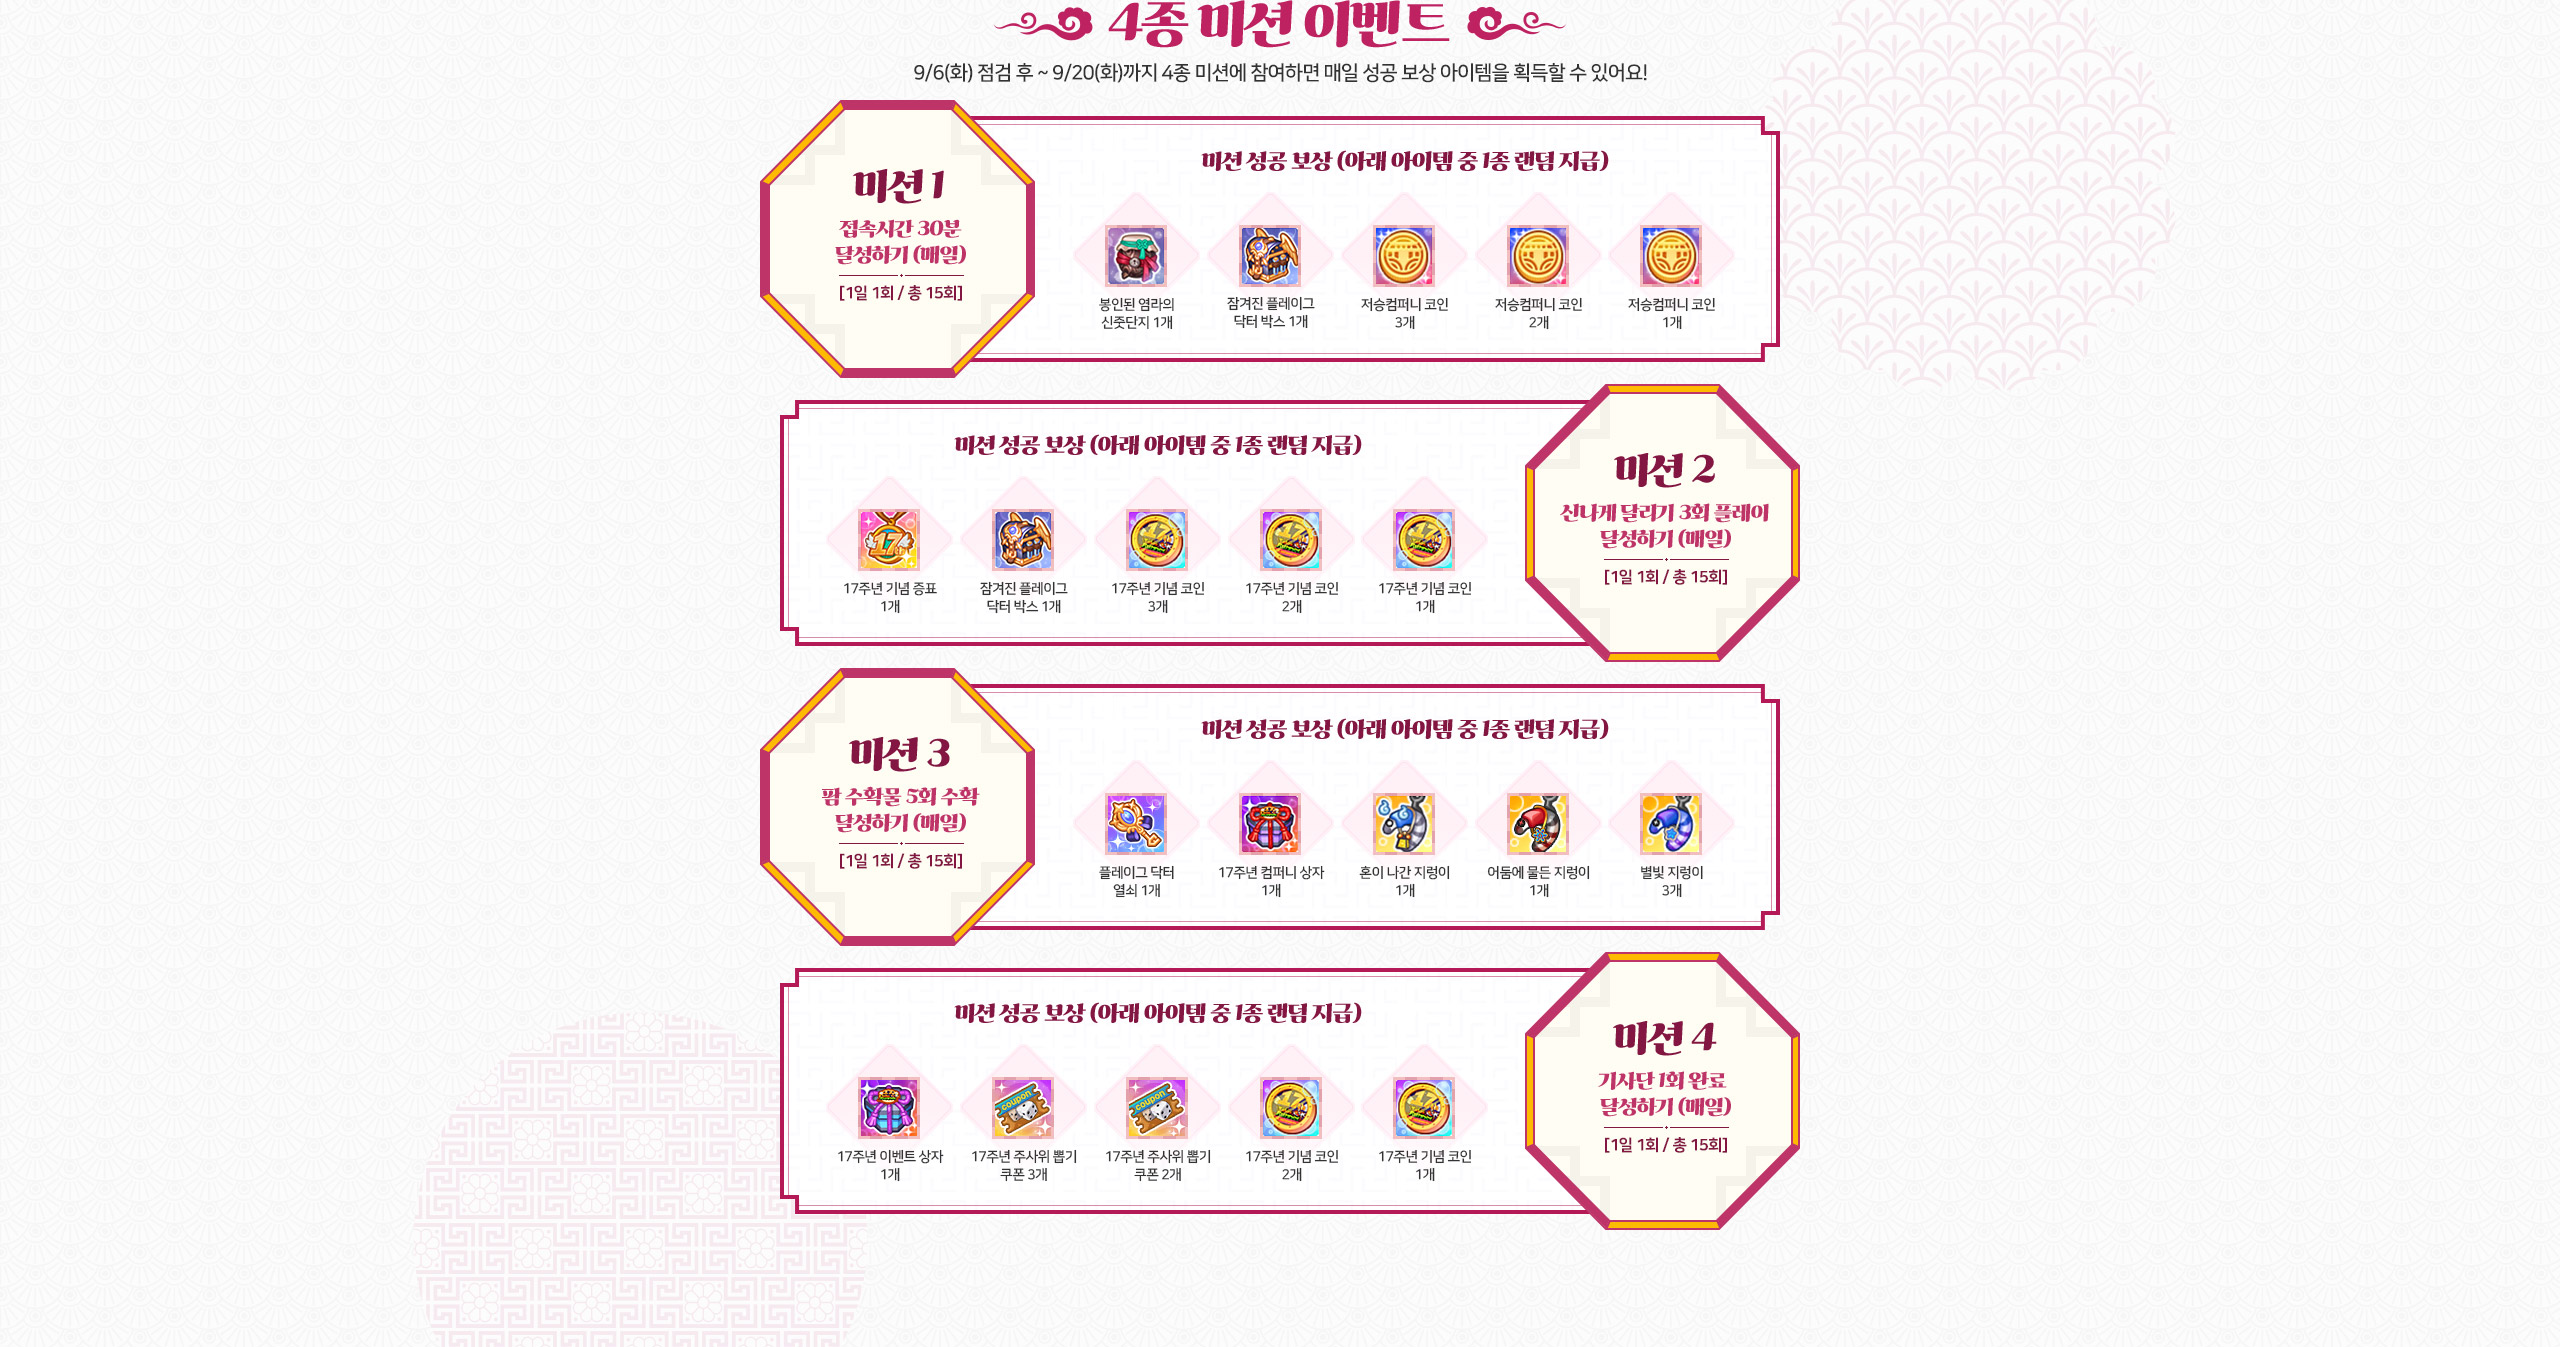 4종 미션 이벤트
9/6(화) 점검 후 ~ 9/20(화)까지 4종 미션에 참여하면 매일 성공 보상 아이템을 획득할 수 있어요!
미션 1
접속시간 30분
달성하기 (매일)
[1일 1회 / 총 15회]
미션 성공 보상 (아래 아이템 중 1종 랜덤 지급)
봉인된 염라의
신줏단지 1개
잠겨진 플레이그
닥터 박스 1개
저승컴퍼니 코인
3개
저승컴퍼니 코인
2개
저승컴퍼니 코인
1개
미션 성공 보상 (아래 아이템 중 1종 랜덤 지급)
17
17주년 기념 증표
1개
잠겨진 플레이그
닥터 박스 1개
17주년 기념 코인
3개
17주년 기념 코인
2개
17주년 기념 코인
1개
미션 2
신나게 달리기 3회 플레이
달성하기 (매일)
[1일 1회 / 총 15회]
미션 3
팜 수확물 5회 수확
달성하기 (매일)
[1일 1회 / 총 15회]
미션 성공 보상 (아래 아이템 중 1종 랜덤 지급)
플레이그 닥터
열쇠 1개
17주년 컴퍼니 상자
1개
혼이 나간 지렁이
1개
어둠에 물든 지렁이
1개
별빛 지렁이
3개
미션 성공 보상 (아래 아이템 중 1종 랜덤 지급)
17주년 이벤트 상자
1개
coupon
17주년 주사위 뽑기
쿠폰 3개
coupon
17주년 주사위 뽑기
쿠폰 2개
17주년 기념 코인
2개
17주년 기념 코인
1개
미션 4
기사단 1회 완료
달성하기 (매일)
[1일 1회 / 총 15회]